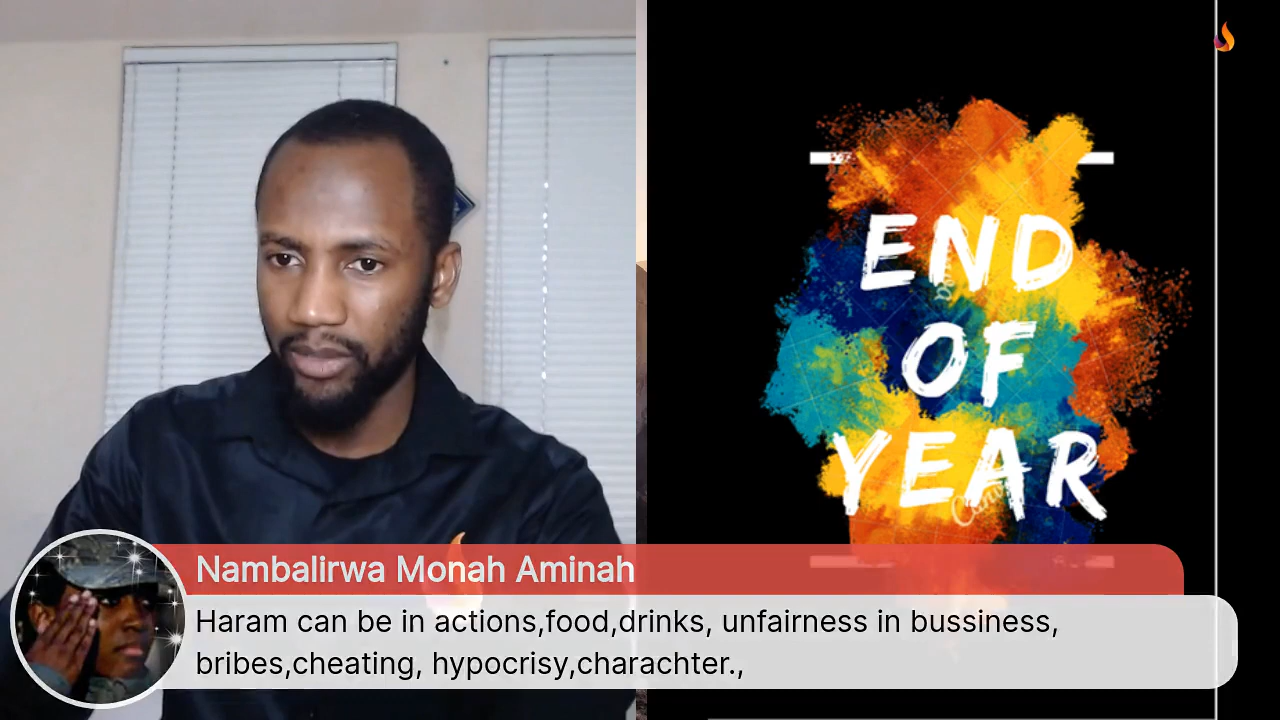 END
OF
YEAR
Nambalirwa Monah Aminah
Haram can be in actions,food,drinks, unfairness in bussiness,
bribes,cheating, hypocrisy,charachter.,